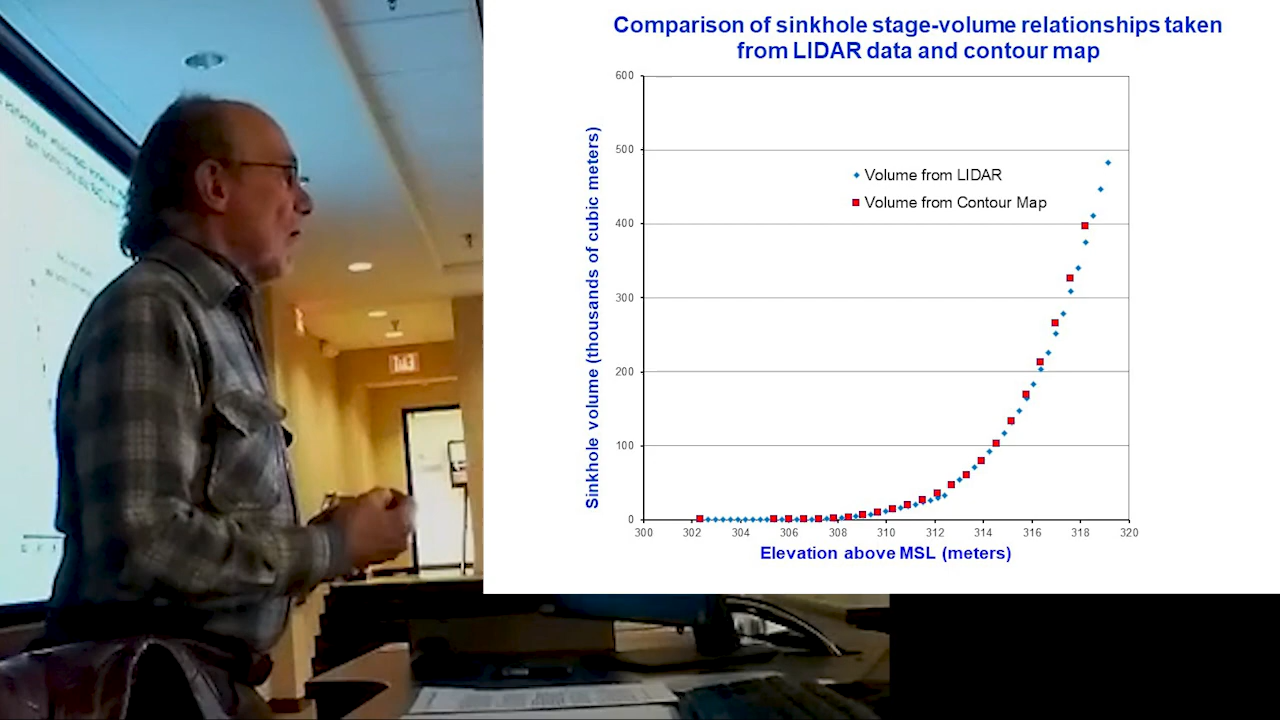 Comparison of sinkhole stage-volume relationships taken
from LIDAR data and contour map
600
500
400
300
200
100
0
Sinkhole volume (thousands of cubic meters)
Volume from LIDAR
Volume from Contour Map
300 302 304 306 308 310 312 314 316 318 320
Elevation above MSL (meters)